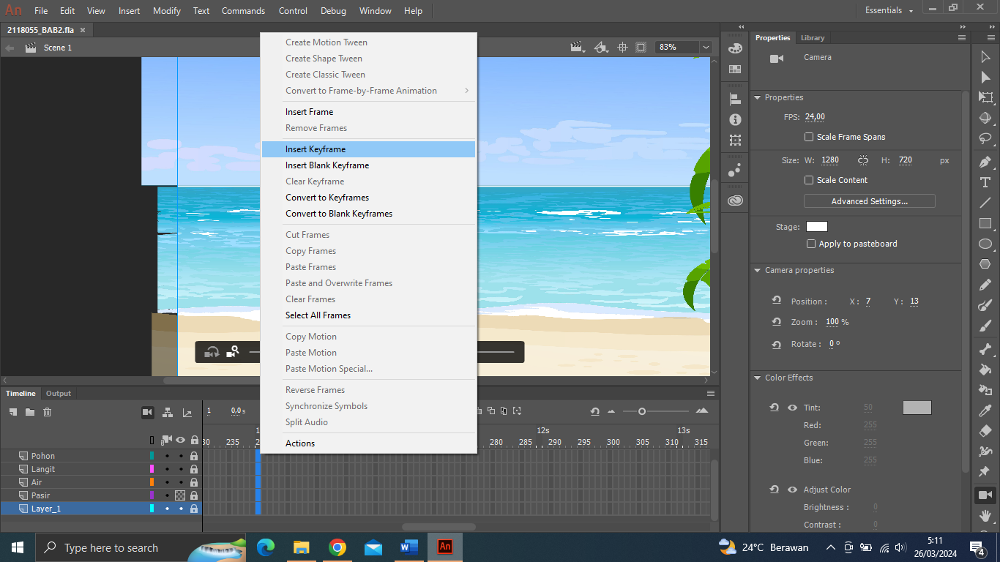 An File Edit View Insert Modify Text Commands Control Debug Window Help Essentials
2118055_BAB2.fla ×
Scene 1 83%
Create Motion Tween
Create Shape Tween
Create Classic Tween
Convert to Frame-by-Frame Animation
Insert Frame
Remove Frames
Insert Keyframe
Insert Blank Keyframe
Clear Keyframe
Convert to Keyframes
Convert to Blank Keyframes
Cut Frames
Copy Frames
Paste Frames
Paste and Overwrite Frames
Clear Frames
Select All Frames
Copy Motion
Paste Motion
Paste Motion Special...
Reverse Frames
Synchronize Symbols
Split Audio
Actions
Properties Library
Camera
Properties
FPS: 24,00
Scale Frame Spans
Size: W: 1280 H: 720 px
Scale Content
Advanced Settings...
Stage:
Apply to pasteboard
Camera properties
Position : X : 7 Y : 13
Zoom : 100 %
Rotate : 0 °
Color Effects
Tint: 50
Red: 255
Green: 255
Blue: 255
Adjust Color
Brightness : 0
Contrast : 0
Timeline Output
1 0,0 s
12s 13s
235 280 285 290 295 300 305 310 315
Pohon
Langit
Air
Pasir
Layer_1
Type here to search
24°C Berawan
5:11
26/03/2024
4